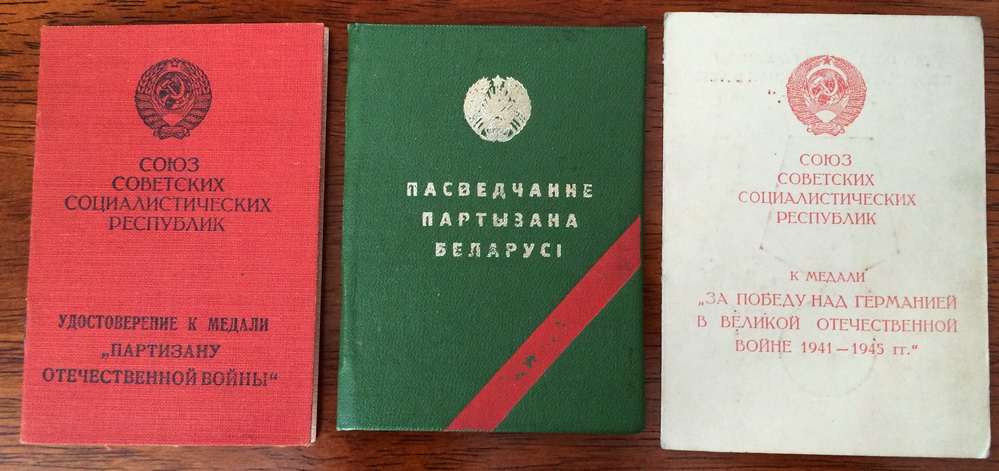 СОЮЗ
СОВЕТСКИХ
СОЦИАЛИСТИЧЕСКИХ
РЕСПУБЛИК
УДОСТОВЕРЕНИЕ К МЕДАЛИ
„ПАРТИЗАНУ
ОТЕЧЕСТВЕННОЙ ВОЙНЫ“
ПАСВЕДЧАННЕ
ПАРТЫЗАНА
БЕЛАРУСІ
СОЮЗ
СОВЕТСКИХ
СОЦИАЛИСТИЧЕСКИХ
РЕСПУБЛИК
К МЕДАЛИ
„ЗА ПОБЕДУ НАД ГЕРМАНИЕЙ
В ВЕЛИКОЙ ОТЕЧЕСТВЕННОЙ
ВОЙНЕ 1941—1945 гг.“